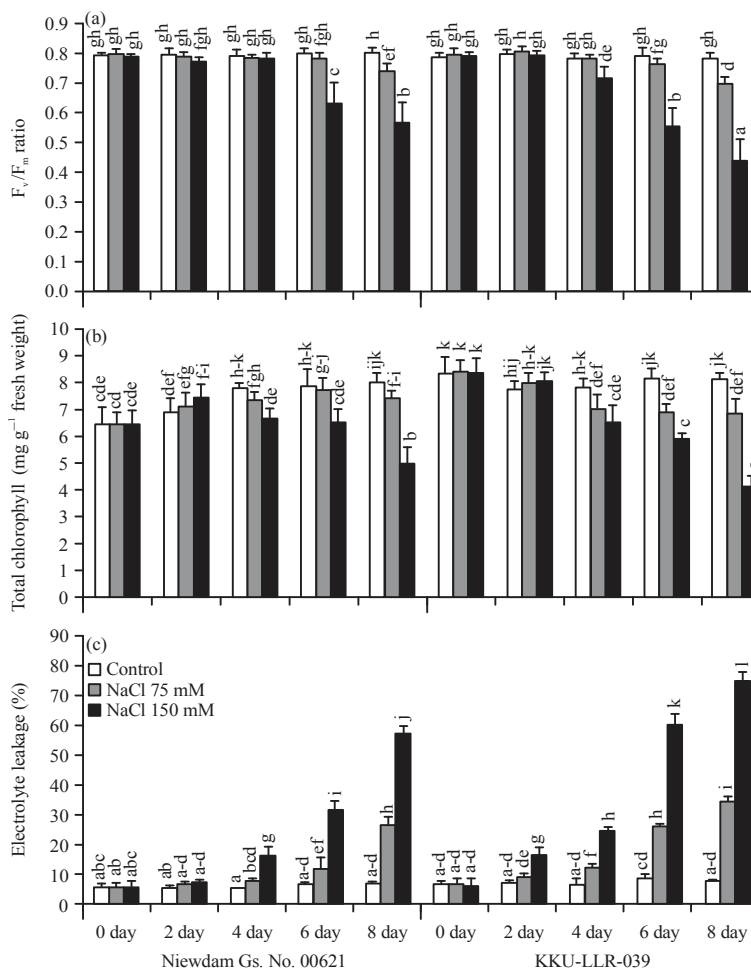 (a)
gh gh gh gh gh fgh gh gh gh gh fgh c h ef b gh gh gh gh h gh gh gh de gh fg b gh d a
0.9
0.8
0.7
0.6
0.5
0.4
0.3
0.2
0.1
0.0
Fv/Fm ratio
(b)
cde cd cde def efg f-i h-k fgh de h-k g-j cde ijk f-i b k k k hij h-k jk h-k def cde ijk def c jk def
10
9
8
7
6
5
4
3
2
1
0
Total chlorophyll (mg g−1 fresh weight)
(c)
Control
NaCl 75 mM
NaCl 150 mM
abc ab abc ab a-d a-d a bcd g a-d ef i a-d h j a-d a-d a-d a-d de g a-d f h cd h k a-d i l
90
80
70
60
50
40
30
20
10
0
Electrolyte leakage (%)
0 day 2 day 4 day 6 day 8 day 0 day 2 day 4 day 6 day 8 day
Niewdam Gs. No. 00621 KKU-LLR-039